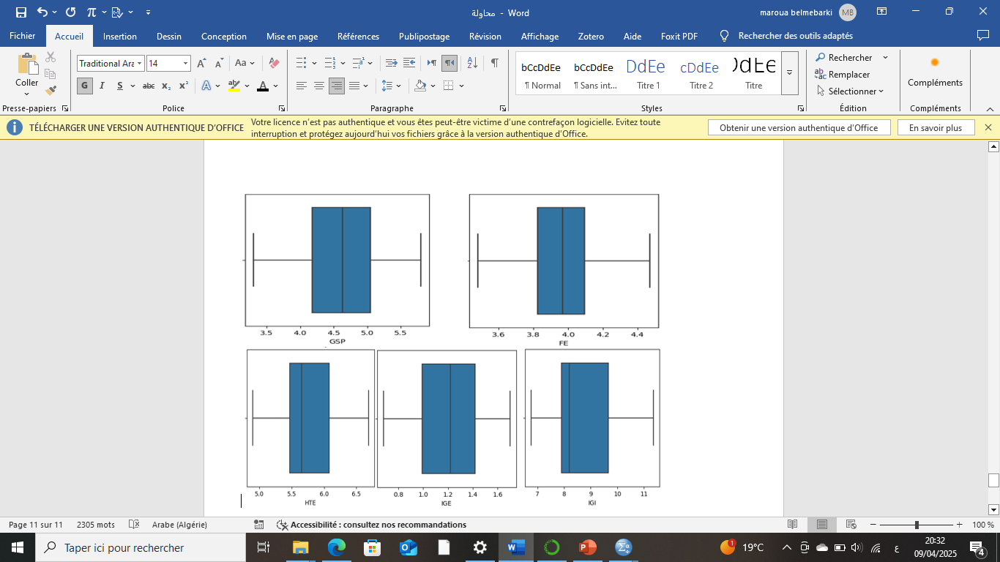 محاولة - Word
maroua belmebarki MB
Fichier Accueil Insertion Dessin Conception Mise en page Références Publipostage Révision Affichage Zotero Aide Foxit PDF Rechercher des outils adaptés
Coller
Traditional Ara 14
G I S abc x₂ x²
bCcDdEe bCcDdEe DdEe cDdEe DdEe
¶ Normal ¶ Sans int... Titre 1 Titre 2 Titre
Rechercher
Remplacer
Sélectionner
Compléments
Presse-papiers Police Paragraphe Styles Édition Compléments
TÉLÉCHARGER UNE VERSION AUTHENTIQUE D'OFFICE
Votre licence n'est pas authentique et vous êtes peut-être victime d'une contrefaçon logicielle. Evitez toute
interruption et protégez aujourd'hui vos fichiers grâce à la version authentique d'Office.
Obtenir une version authentique d'Office En savoir plus
3.5 4.0 4.5 5.0 5.5
GSP
3.6 3.8 4.0 4.2 4.4
FE
5.0 5.5 6.0 6.5
HTE
0.8 1.0 1.2 1.4 1.6
IGE
7 8 9 10 11
IGI
Page 11 sur 11 2305 mots Arabe (Algérie) Accessibilité : consultez nos recommandations 100 %
Taper ici pour rechercher
1 19°C ع 20:32
09/04/2025 4